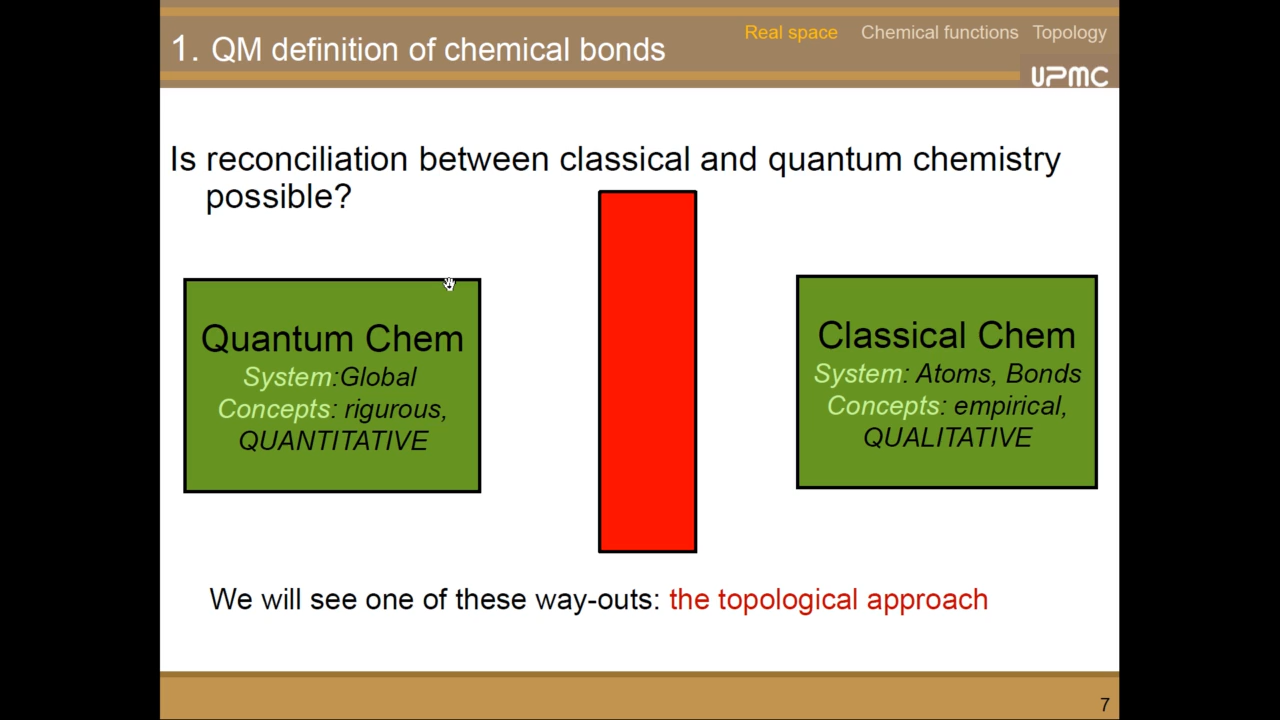 1. QM definition of chemical bonds
Real space Chemical functions Topology
UPMC
Is reconciliation between classical and quantum chemistry
possible?
Quantum Chem
System:Global
Concepts: rigurous,
QUANTITATIVE
Classical Chem
System: Atoms, Bonds
Concepts: empirical,
QUALITATIVE
We will see one of these way-outs: the topological approach
7